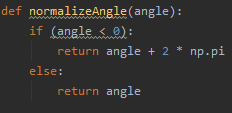 def normalizeAngle(angle):
    if (angle < 0):
        return angle + 2 * np.pi
    else:
        return angle